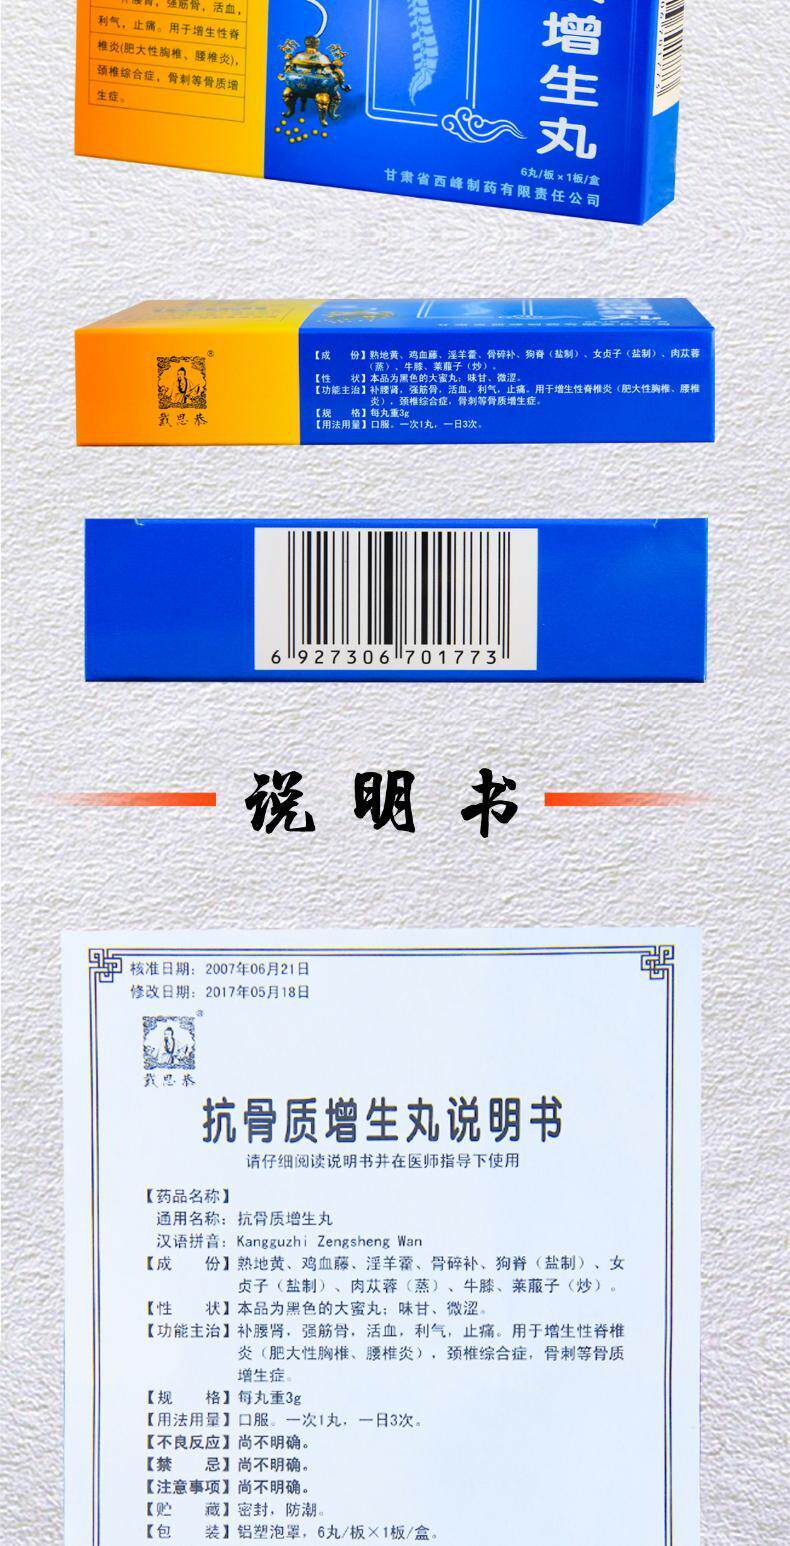 补腰肾，强筋骨，活血，
利气，止痛。用于增生性脊
椎炎(肥大性胸椎、腰椎炎)，
颈椎综合症，骨刺等骨质增
生症。
增生丸
6丸/板×1板/盒
甘肃省西峰制药有限责任公司
戴思恭
®
【成　份】熟地黄、鸡血藤、淫羊藿、骨碎补、狗脊（盐制）、女贞子（盐制）、肉苁蓉
（蒸）、牛膝、莱菔子（炒）。
【性　状】本品为黑色的大蜜丸；味甘、微涩。
【功能主治】补腰肾，强筋骨，活血，利气，止痛。用于增生性脊椎炎（肥大性胸椎、腰椎
炎），颈椎综合症，骨刺等骨质增生症。
【规　格】每丸重3g
【用法用量】口服。一次1丸，一日3次。
6 927306 701773
说明书
核准日期：2007年06月21日
修改日期：2017年05月18日
®
戴思恭
抗骨质增生丸说明书
请仔细阅读说明书并在医师指导下使用
【药品名称】
通用名称：抗骨质增生丸
汉语拼音：Kangguzhi Zengsheng Wan
【成　份】熟地黄、鸡血藤、淫羊藿、骨碎补、狗脊（盐制）、女
贞子（盐制）、肉苁蓉（蒸）、牛膝、莱菔子（炒）。
【性　状】本品为黑色的大蜜丸；味甘、微涩。
【功能主治】补腰肾，强筋骨，活血，利气，止痛。用于增生性脊椎
炎（肥大性胸椎、腰椎炎），颈椎综合症，骨刺等骨质
增生症。
【规　格】每丸重3g
【用法用量】口服。一次1丸，一日3次。
【不良反应】尚不明确。
【禁　忌】尚不明确。
【注意事项】尚不明确。
【贮　藏】密封，防潮。
【包　装】铝塑泡罩，6丸/板×1板/盒。